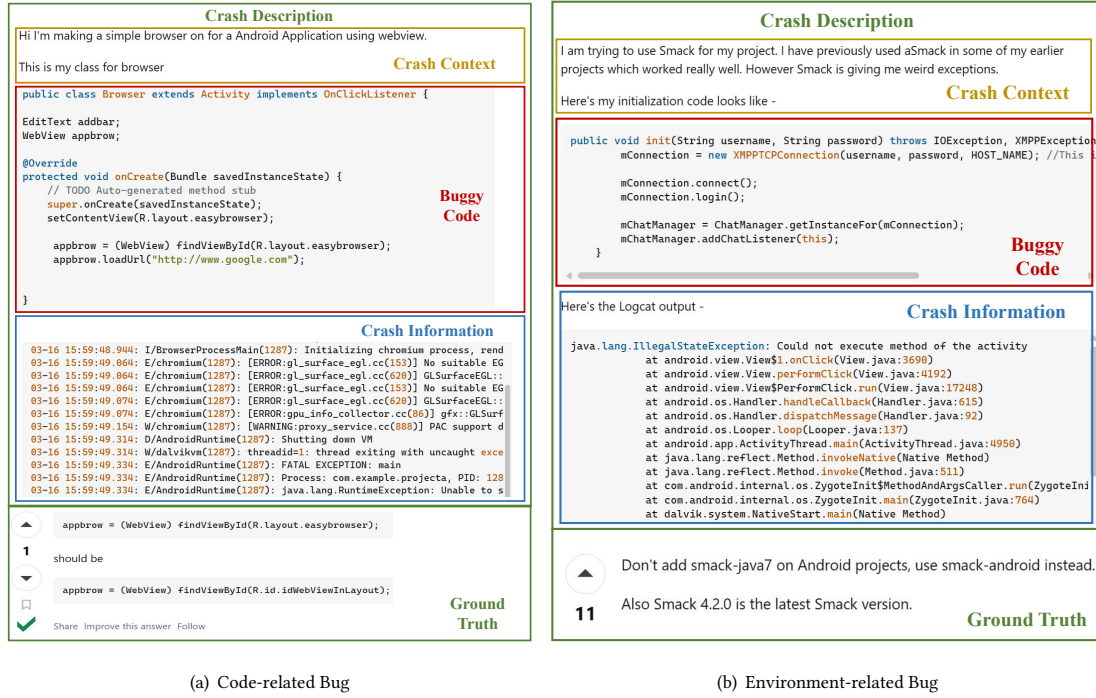 Crash Description
Hi I'm making a simple browser on for a Android Application using webview.
This is my class for browser
Crash Context
public class Browser extends Activity implements OnClickListener {
EditText addbar;
WebView appbrow;
@Override
protected void onCreate(Bundle savedInstanceState) {
// TODO Auto-generated method stub
super.onCreate(savedInstanceState);
setContentView(R.layout.easybrowser);
Buggy
Code
appbrow = (WebView) findViewById(R.layout.easybrowser);
appbrow.loadUrl("http://www.google.com");
}
Crash Information
03-16 15:59:48.944: I/BrowserProcessMain(1287): Initializing chromium process, rend
03-16 15:59:49.064: E/chromium(1287): [ERROR:gl_surface_egl.cc(153)] No suitable EG
03-16 15:59:49.064: E/chromium(1287): [ERROR:gl_surface_egl.cc(620)] GLSurfaceEGL::
03-16 15:59:49.064: E/chromium(1287): [ERROR:gl_surface_egl.cc(153)] No suitable EG
03-16 15:59:49.074: E/chromium(1287): [ERROR:gl_surface_egl.cc(620)] GLSurfaceEGL::
03-16 15:59:49.074: E/chromium(1287): [ERROR:gpu_info_collector.cc(86)] gfx::GLSurf
03-16 15:59:49.154: W/chromium(1287): [WARNING:proxy_service.cc(888)] PAC support d
03-16 15:59:49.314: D/AndroidRuntime(1287): Shutting down VM
03-16 15:59:49.314: W/dalvikvm(1287): threadid=1: thread exiting with uncaught exce
03-16 15:59:49.334: E/AndroidRuntime(1287): FATAL EXCEPTION: main
03-16 15:59:49.334: E/AndroidRuntime(1287): Process: com.example.projecta, PID: 128
03-16 15:59:49.334: E/AndroidRuntime(1287): java.lang.RuntimeException: Unable to s
appbrow = (WebView) findViewById(R.layout.easybrowser);
1
should be
appbrow = (WebView) findViewById(R.id.idWebViewInLayout);
Share Improve this answer Follow
Ground
Truth
(a) Code-related Bug
Crash Description
I am trying to use Smack for my project. I have previously used aSmack in some of my earlier
projects which worked really well. However Smack is giving me weird exceptions.
Here's my initialization code looks like -
Crash Context
public void init(String username, String password) throws IOException, XMPPException
mConnection = new XMPPTCPConnection(username, password, HOST_NAME); //This i
mConnection.connect();
mConnection.login();
mChatManager = ChatManager.getInstanceFor(mConnection);
mChatManager.addChatListener(this);
}
Buggy
Code
Here's the Logcat output -
Crash Information
java.lang.IllegalStateException: Could not execute method of the activity
at android.view.View$1.onClick(View.java:3690)
at android.view.View.performClick(View.java:4192)
at android.view.View$PerformClick.run(View.java:17248)
at android.os.Handler.handleCallback(Handler.java:615)
at android.os.Handler.dispatchMessage(Handler.java:92)
at android.os.Looper.loop(Looper.java:137)
at android.app.ActivityThread.main(ActivityThread.java:4950)
at java.lang.reflect.Method.invokeNative(Native Method)
at java.lang.reflect.Method.invoke(Method.java:511)
at com.android.internal.os.ZygoteInit$MethodAndArgsCaller.run(ZygoteIni
at com.android.internal.os.ZygoteInit.main(ZygoteInit.java:764)
at dalvik.system.NativeStart.main(Native Method)
Don't add smack-java7 on Android projects, use smack-android instead.
11
Also Smack 4.2.0 is the latest Smack version.
Ground Truth
(b) Environment-related Bug